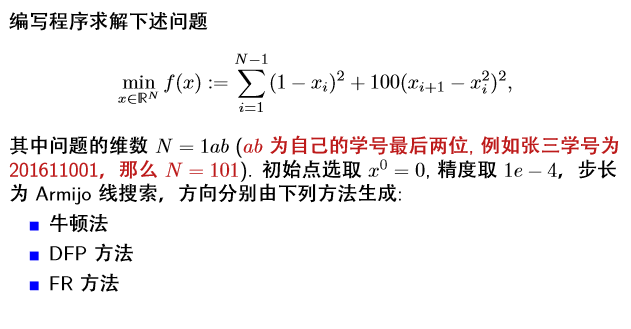 编写程序求解下述问题
min_{x∈ℝ^N} f(x) := ∑_{i=1}^{N−1} (1 − x_i)^2 + 100(x_{i+1} − x_i^2)^2,
其中问题的维数 N = 1ab (ab 为自己的学号最后两位, 例如张三学号为
201611001，那么 N = 101). 初始点选取 x^0 = 0, 精度取 1e − 4，步长
为 Armijo 线搜索，方向分别由下列方法生成:
牛顿法
DFP 方法
FR 方法